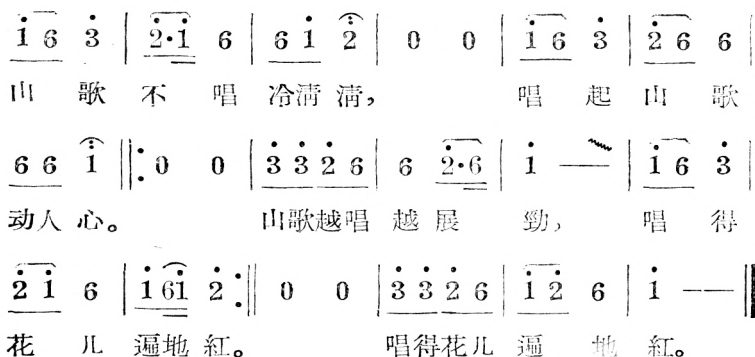 1̇ 6 3̇ | 2̇·1̇ 6 | 6 1̇ 2̇ | 0 0 | 1̇ 6 3̇ | 2̇ 6 6 |
山 歌 不 唱 冷清 清， 唱 起 山 歌
6 6 1̇ ‖: 0 0 | 3̇ 3̇ 2̇ 6 | 6 2̇·6 | 1̇ — | 1̇ 6 3̇ |
动人 心。 山歌越唱 越 展 勁， 唱 得
2̇ 1̇ 6 | 1̇ 6 1̇ 2̇ :‖ 0 0 | 3̇ 3̇ 2̇ 6 | 1̇ 2̇ 6 | 1̇ — — ‖
花 儿 遍地 紅。 唱得花儿 遍 地 紅。